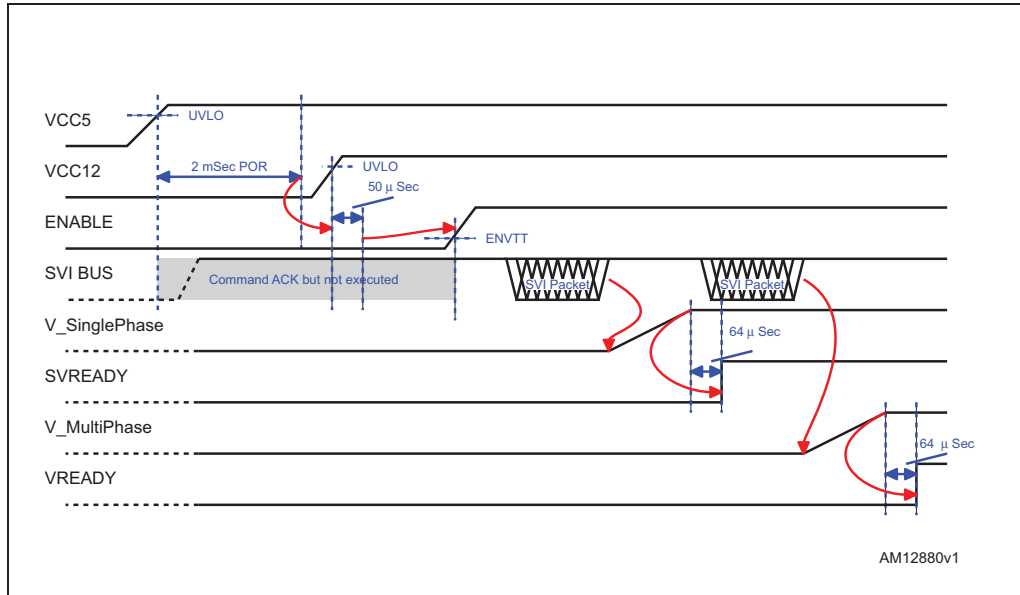 VCC5
UVLO
VCC12
2 mSec POR
UVLO
50 μ Sec
ENABLE
ENVTT
SVI BUS
Command ACK but not executed
SVI Packet
SVI Packet
V_SinglePhase
64 μ Sec
SVREADY
V_MultiPhase
64 μ Sec
VREADY
AM12880v1